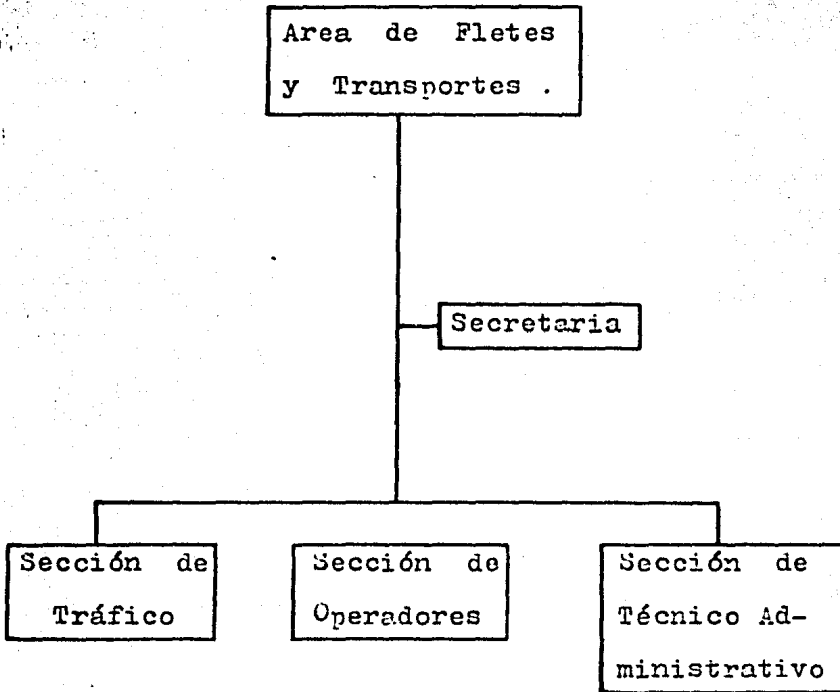 Area de Fletes
y Transportes .
Secretaria
Sección de
Tráfico
Sección de
Operadores
Sección de
Técnico Ad-
ministrativo